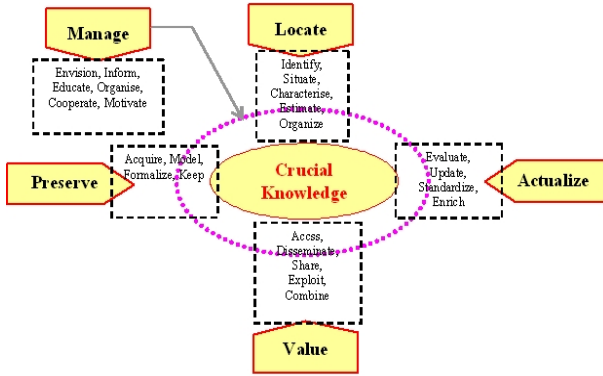 Manage
Envision, Inform,
Educate, Organise,
Cooperate, Motivate
Locate
Identify,
Situate,
Characterise,
Estimate,
Organize
Preserve
Acquire, Model,
Formalize, Keep
Crucial
Knowledge
Evaluate,
Update,
Standardize,
Enrich
Actualize
Accss,
Disseminate,
Share,
Exploit,
Combine
Value